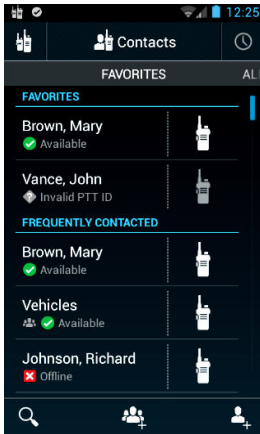 12:25
Contacts
FAVORITES
AL
FAVORITES
Brown, Mary
Available
Vance, John
Invalid PTT ID
FREQUENTLY CONTACTED
Brown, Mary
Available
Vehicles
Available
Johnson, Richard
Offline